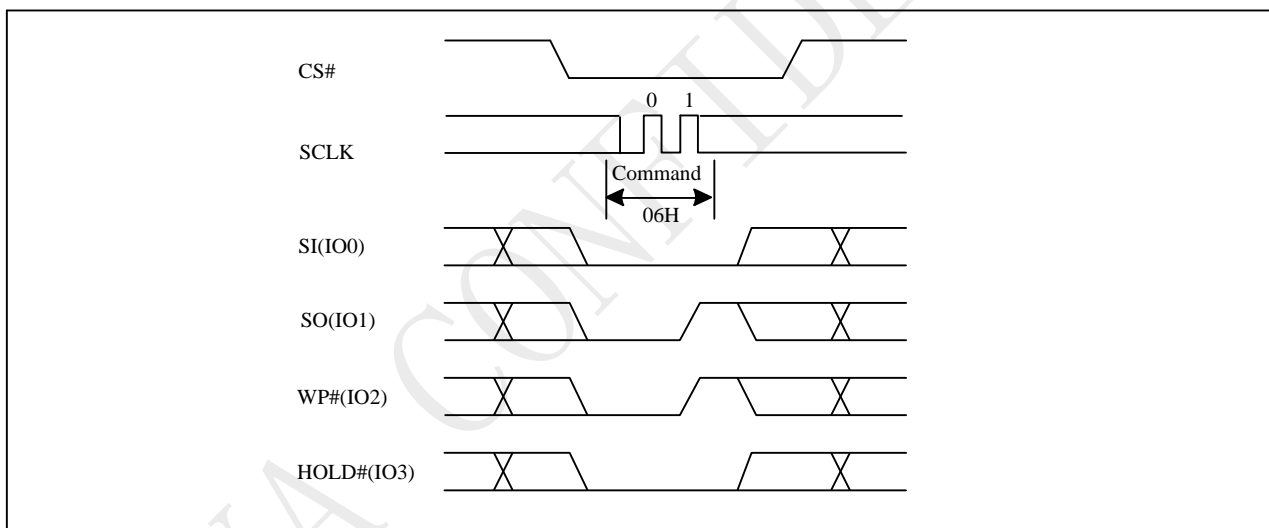 CS#
0 1
SCLK
Command
06H
SI(IO0)
SO(IO1)
WP#(IO2)
HOLD#(IO3)